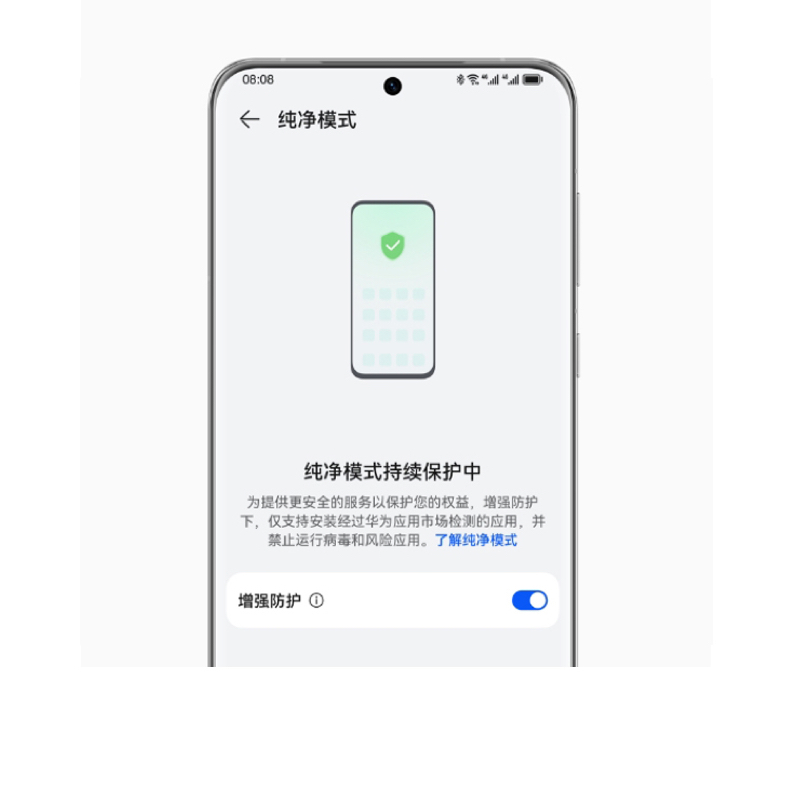 08:08
纯净模式
纯净模式持续保护中
为提供更安全的服务以保护您的权益，增强防护
下，仅支持安装经过华为应用市场检测的应用，并
禁止运行病毒和风险应用。了解纯净模式
增强防护